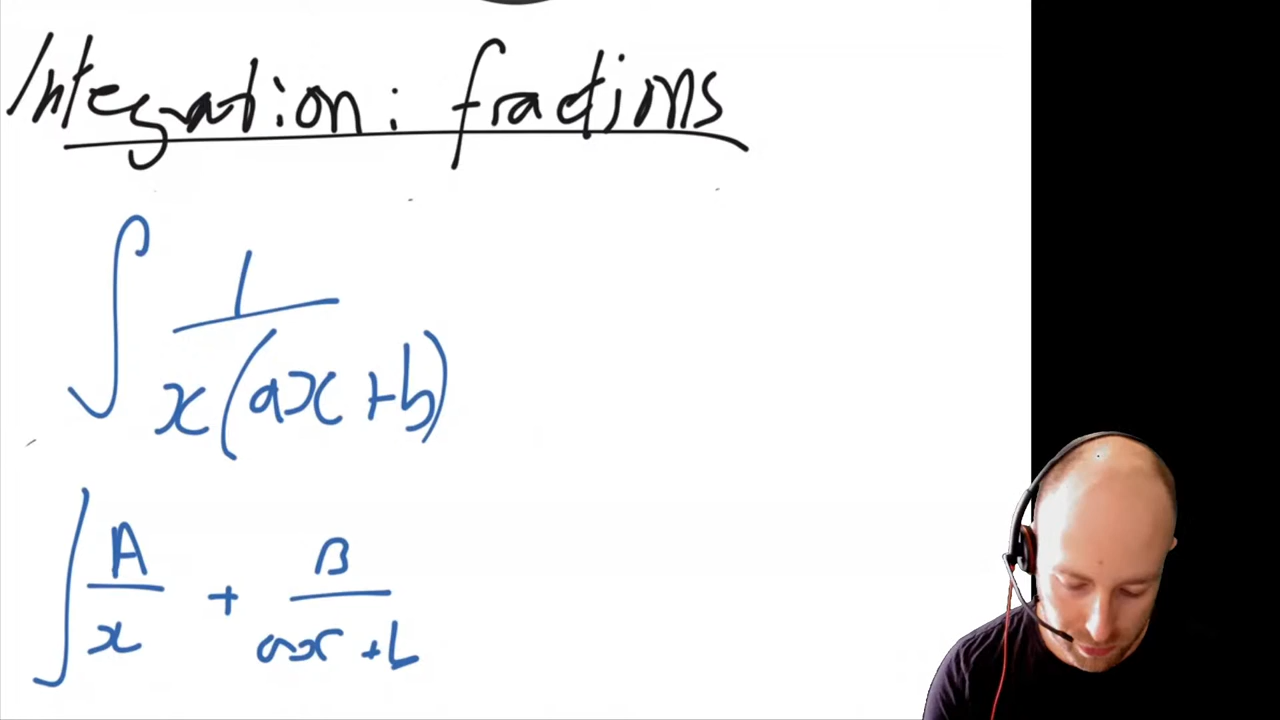 Integration: fractions
∫ 1
x(ax+b)
∫ A/x + B/ax+b